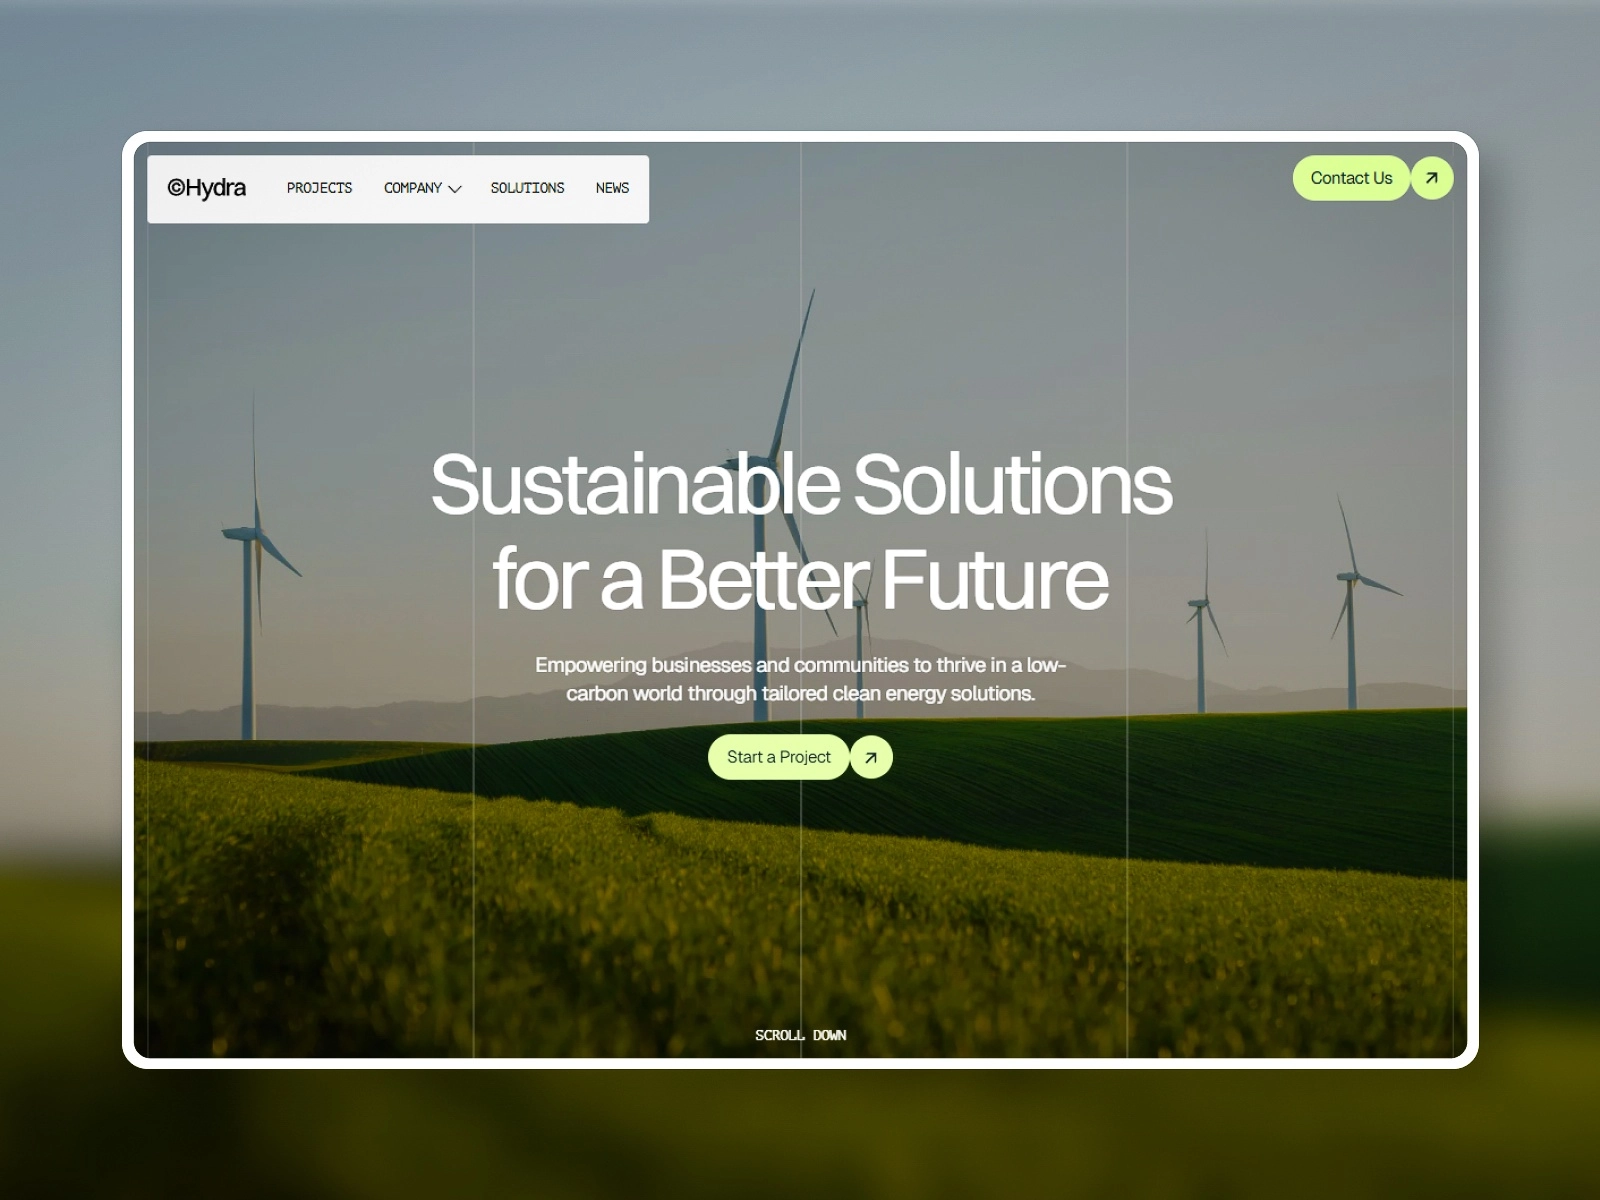 ©Hydra
PROJECTS
COMPANY
SOLUTIONS
NEWS
Contact Us
Sustainable Solutions
for a Better Future
Empowering businesses and communities to thrive in a low-
carbon world through tailored clean energy solutions.
Start a Project
SCROLL DOWN